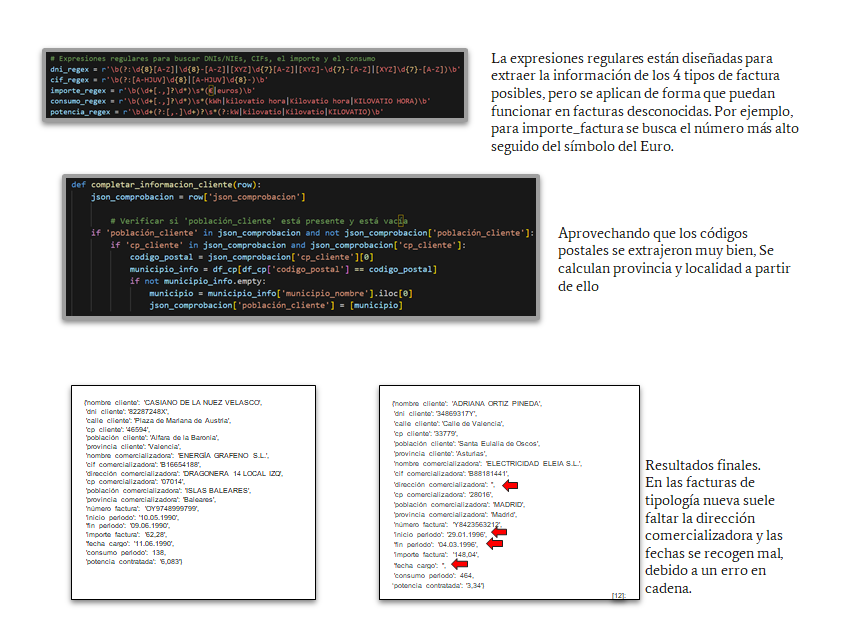 # Expresiones regulares para buscar DNIs/NIEs, CIFs, el importe y el consumo
dni_regex = r'\b(?:\d{8}[A-Z]|\d{8}-[A-Z]|[XYZ]\d{7}[A-Z]|[XYZ]-\d{7}-[A-Z]|[XYZ]\d{7}-[A-Z])\b'
cif_regex = r'\b(?:[A-HJUV]\d{8}|[A-HJUV]\d{8}-)\b'
importe_regex = r'\b(\d+[.,]?\d*)\s*(€|euros)\b'
consumo_regex = r'\b(\d+[.,]?\d*)\s*(kWh|kilovatio hora|Kilovatio hora|KILOVATIO HORA)\b'
potencia_regex = r'\b\d+(?:[,.]\d+)?\s*(?:kW|kilovatio|Kilovatio|KILOVATIO)\b'
La expresiones regulares están diseñadas para
extraer la información de los 4 tipos de factura
posibles, pero se aplican de forma que puedan
funcionar en facturas desconocidas. Por ejemplo,
para importe_factura se busca el número más alto
seguido del símbolo del Euro.
def completar_informacion_cliente(row):
json_comprobacion = row['json_comprobacion']
# Verificar si 'población_cliente' está presente y está vacía
if 'población_cliente' in json_comprobacion and not json_comprobacion['población_cliente']:
if 'cp_cliente' in json_comprobacion and json_comprobacion['cp_cliente']:
codigo_postal = json_comprobacion['cp_cliente'][0]
municipio_info = df_cp[df_cp['codigo_postal'] == codigo_postal]
if not municipio_info.empty:
municipio = municipio_info['municipio_nombre'].iloc[0]
json_comprobacion['población_cliente'] = [municipio]
Aprovechando que los códigos
postales se extrajeron muy bien, Se
calculan provincia y localidad a partir
de ello
{'nombre cliente': 'CASIANO DE LA NUEZ VELASCO',
'dni cliente': '82287248X',
'calle cliente': 'Plaza de Mariana de Austria',
'cp cliente': '46594',
'población cliente': 'Alfara de la Baronia',
'provincia cliente': 'Valencia',
'nombre comercializadora': 'ENERGÍA GRAFENO S.L.',
'cif comercializadora': 'B16654188',
'dirección comercializadora': 'DRAGONERA 14 LOCAL IZQ',
'cp comercializadora': '07014',
'población comercializadora': 'ISLAS BALEARES',
'provincia comercializadora': 'Baleares',
'número factura': 'OY9748999799',
'inicio periodo': '10.05.1990',
'fin periodo': '09.06.1990',
'importe factura': '62,28',
'fecha cargo': '11.06.1990',
'consumo periodo': 138,
'potencia contratada': '6,083'}
{'nombre cliente': 'ADRIANA ORTIZ PINEDA',
'dni cliente': '34869317Y',
'calle cliente': 'Calle de Valencia',
'cp cliente': '33779',
'población cliente': 'Santa Eulalia de Oscos',
'provincia cliente': 'Asturias',
'nombre comercializadora': 'ELECTRICIDAD ELEIA S.L.',
'cif comercializadora': 'B88181441',
'dirección comercializadora': '',
'cp comercializadora': '28016',
'población comercializadora': 'MADRID',
'provincia comercializadora': 'Madrid',
'número factura': 'Y8423563212',
'inicio periodo': '29.01.1996',
'fin periodo': '04.03.1996',
'importe factura': '148,04',
'fecha cargo': '',
'consumo periodo': 464,
'potencia contratada': '3,34'}
[12]:
Resultados finales.
En las facturas de
tipología nueva suele
faltar la dirección
comercializadora y las
fechas se recogen mal,
debido a un erro en
cadena.